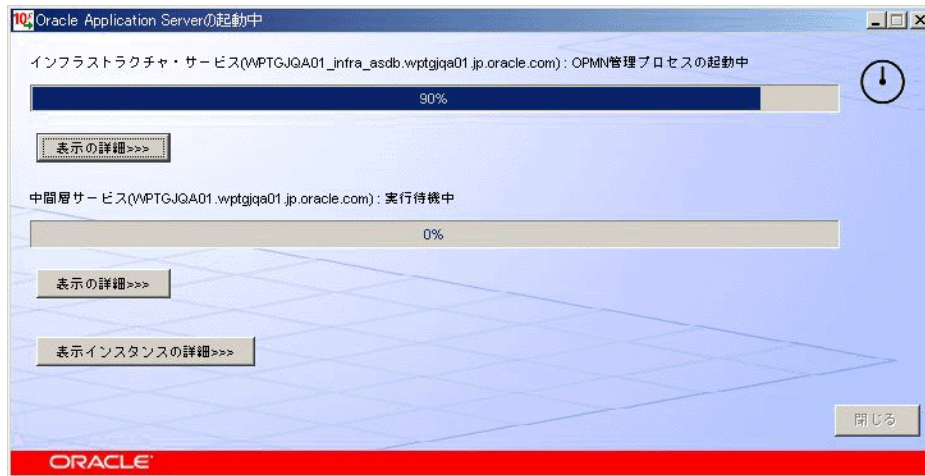 Oracle Application Serverの起動中
インフラストラクチャ・サービス(WPTGJQA01_infra_asdb.wptgjqa01.jp.oracle.com) : OPMN管理プロセスの起動中
90%
表示の詳細>>>
中間層サービス(WPTGJQA01.wptgjqa01.jp.oracle.com) : 実行待機中
0%
表示の詳細>>>
表示インスタンスの詳細>>>
閉じる
ORACLE